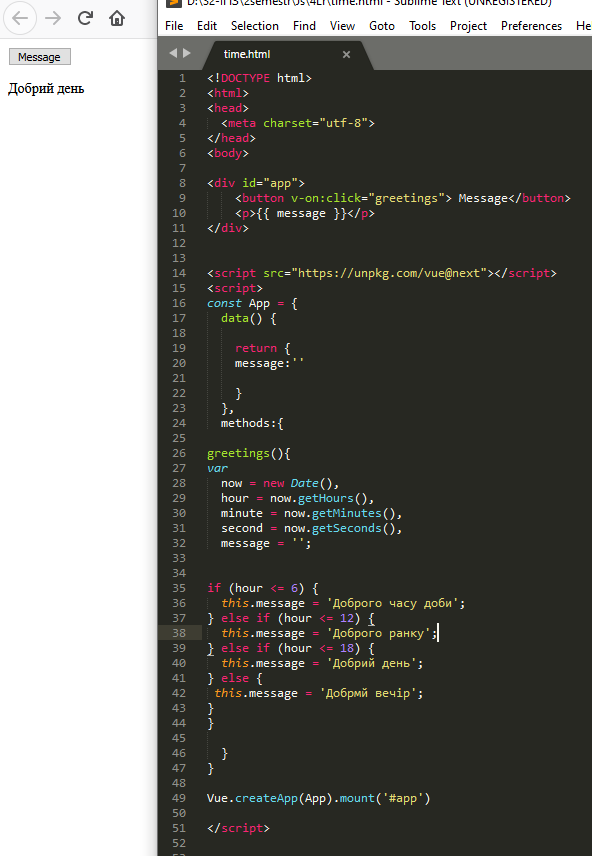 Message
Добрий день
D:\S2-IPTS\2semestr\JS\4LF\time.html - Sublime Text (UNREGISTERED)
File Edit Selection Find View Goto Tools Project Preferences He
time.html ×
1 <!DOCTYPE html>
2 <html>
3 <head>
4 <meta charset="utf-8">
5 </head>
6 <body>
7
8 <div id="app">
9 <button v-on:click="greetings"> Message</button>
10 <p>{{ message }}</p>
11 </div>
12
13
14 <script src="https://unpkg.com/vue@next"></script>
15 <script>
16 const App = {
17 data() {
18
19 return {
20 message:''
21
22 }
23 },
24 methods:{
25
26 greetings(){
27 var
28 now = new Date(),
29 hour = now.getHours(),
30 minute = now.getMinutes(),
31 second = now.getSeconds(),
32 message = '';
33
34
35 if (hour <= 6) {
36 this.message = 'Доброго часу доби';
37 } else if (hour <= 12) {
38 this.message = 'Доброго ранку';
39 } else if (hour <= 18) {
40 this.message = 'Добрий день';
41 } else {
42 this.message = 'Добрмй вечір';
43 }
44 }
45
46 }
47 }
48
49 Vue.createApp(App).mount('#app')
50
51 </script>
52